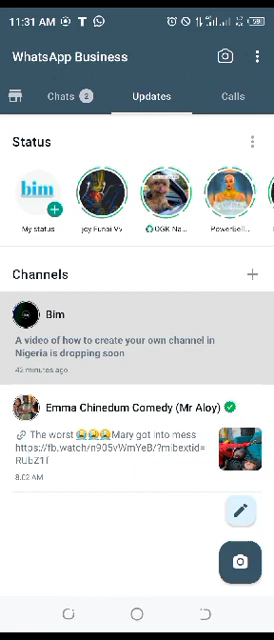 11:31 AM
WhatsApp Business
Chats 2 Updates Calls
Status
bim
My status
OGK Na...
Channels
Bim
A video of how to create your own channel in
Nigeria is dropping soon
42 minutes ago
Emma Chinedum Comedy (Mr Aloy)
The worst 😭😭😭Mary got into mess
https://fb.watch/n905vWmYeB/?mibextid=
RUbZ1f
8:02 AM